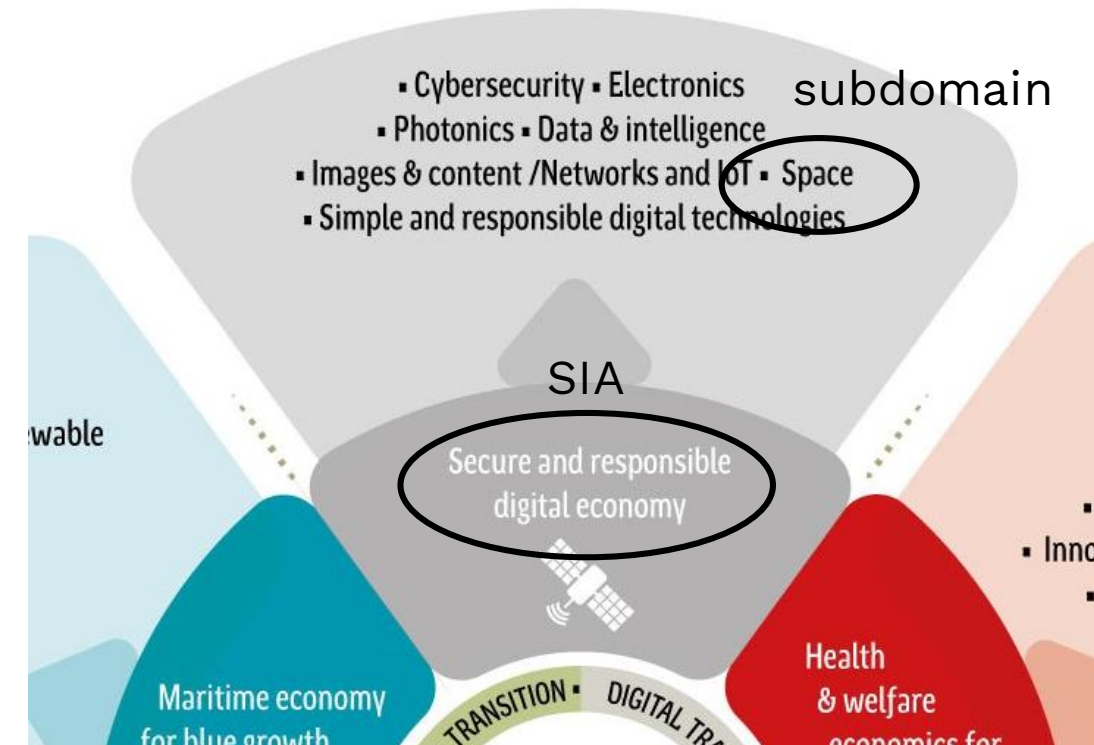 ▪ Cybersecurity ▪ Electronics
subdomain
▪ Photonics ▪ Data & intelligence
▪ Images & content /Networks and IoT ▪ Space
▪ Simple and responsible digital technologies
SIA
ewable
Secure and responsible
digital economy
▪ Inno
Health
& welfare
economics for
Maritime economy
for blue growth
TRANSITION ▪ DIGITAL TRA